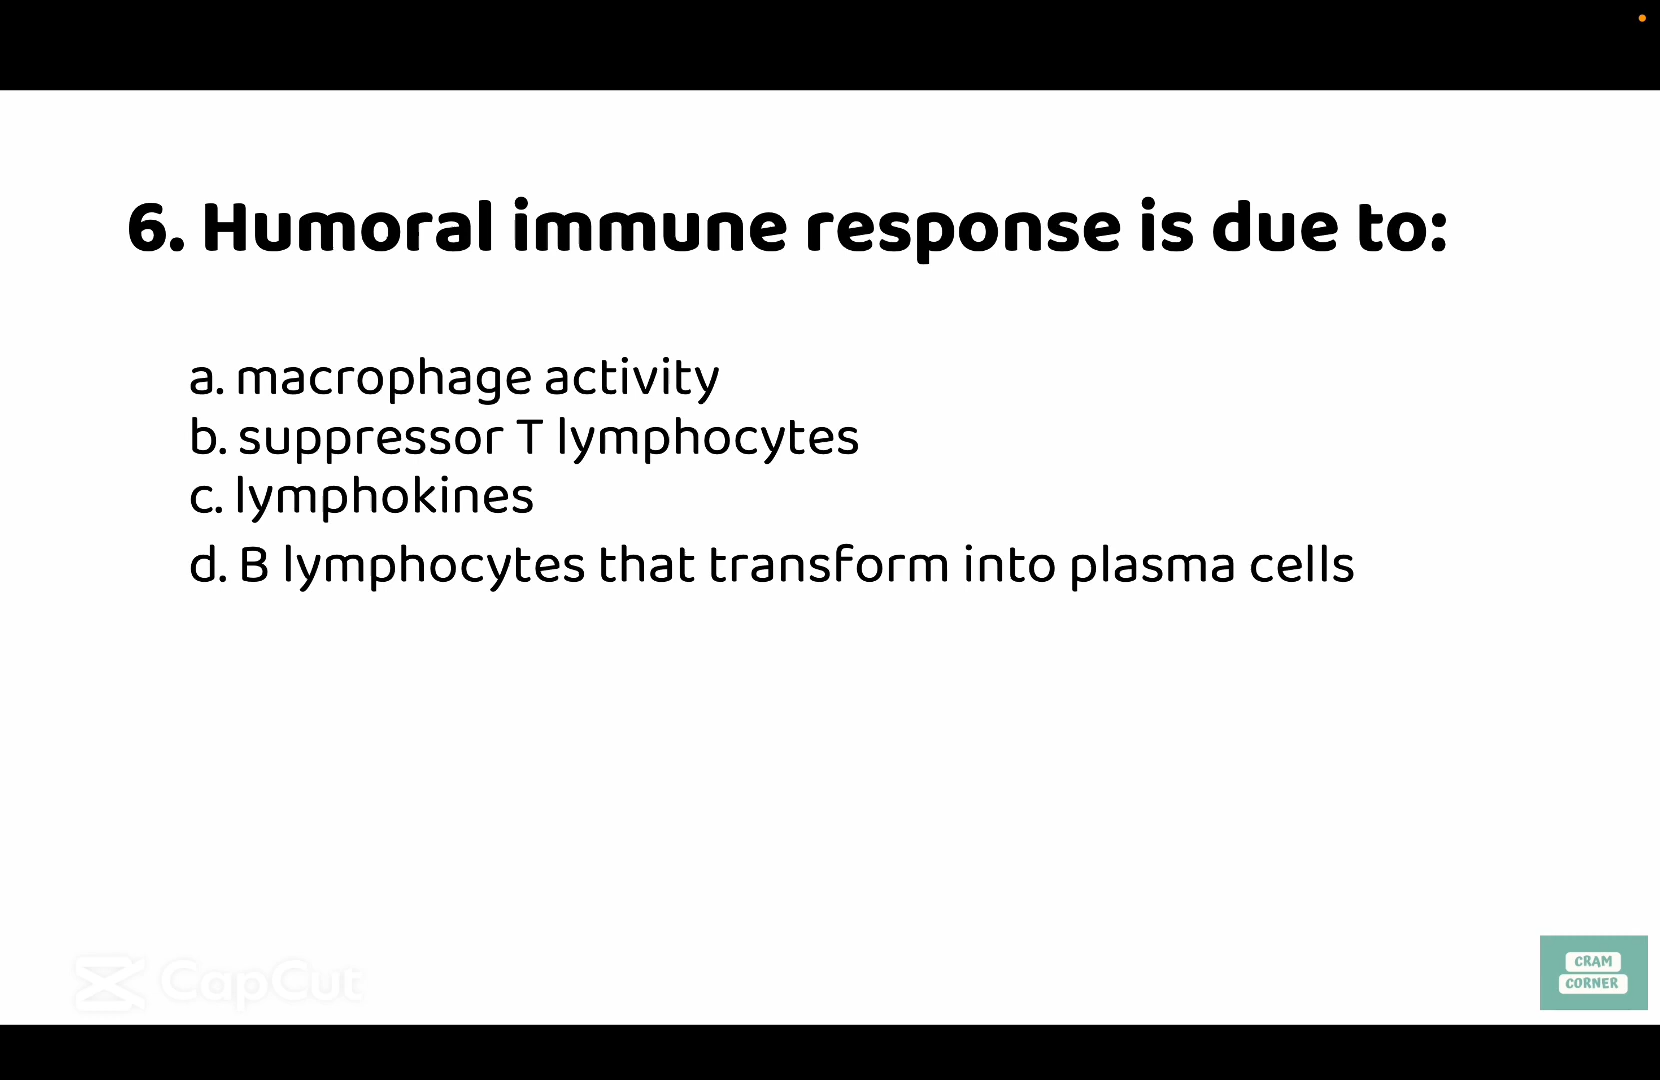 6. Humoral immune response is due to:
a. macrophage activity
b. suppressor T lymphocytes
c. lymphokines
d. B lymphocytes that transform into plasma cells
CapCut
CRAM
CORNER